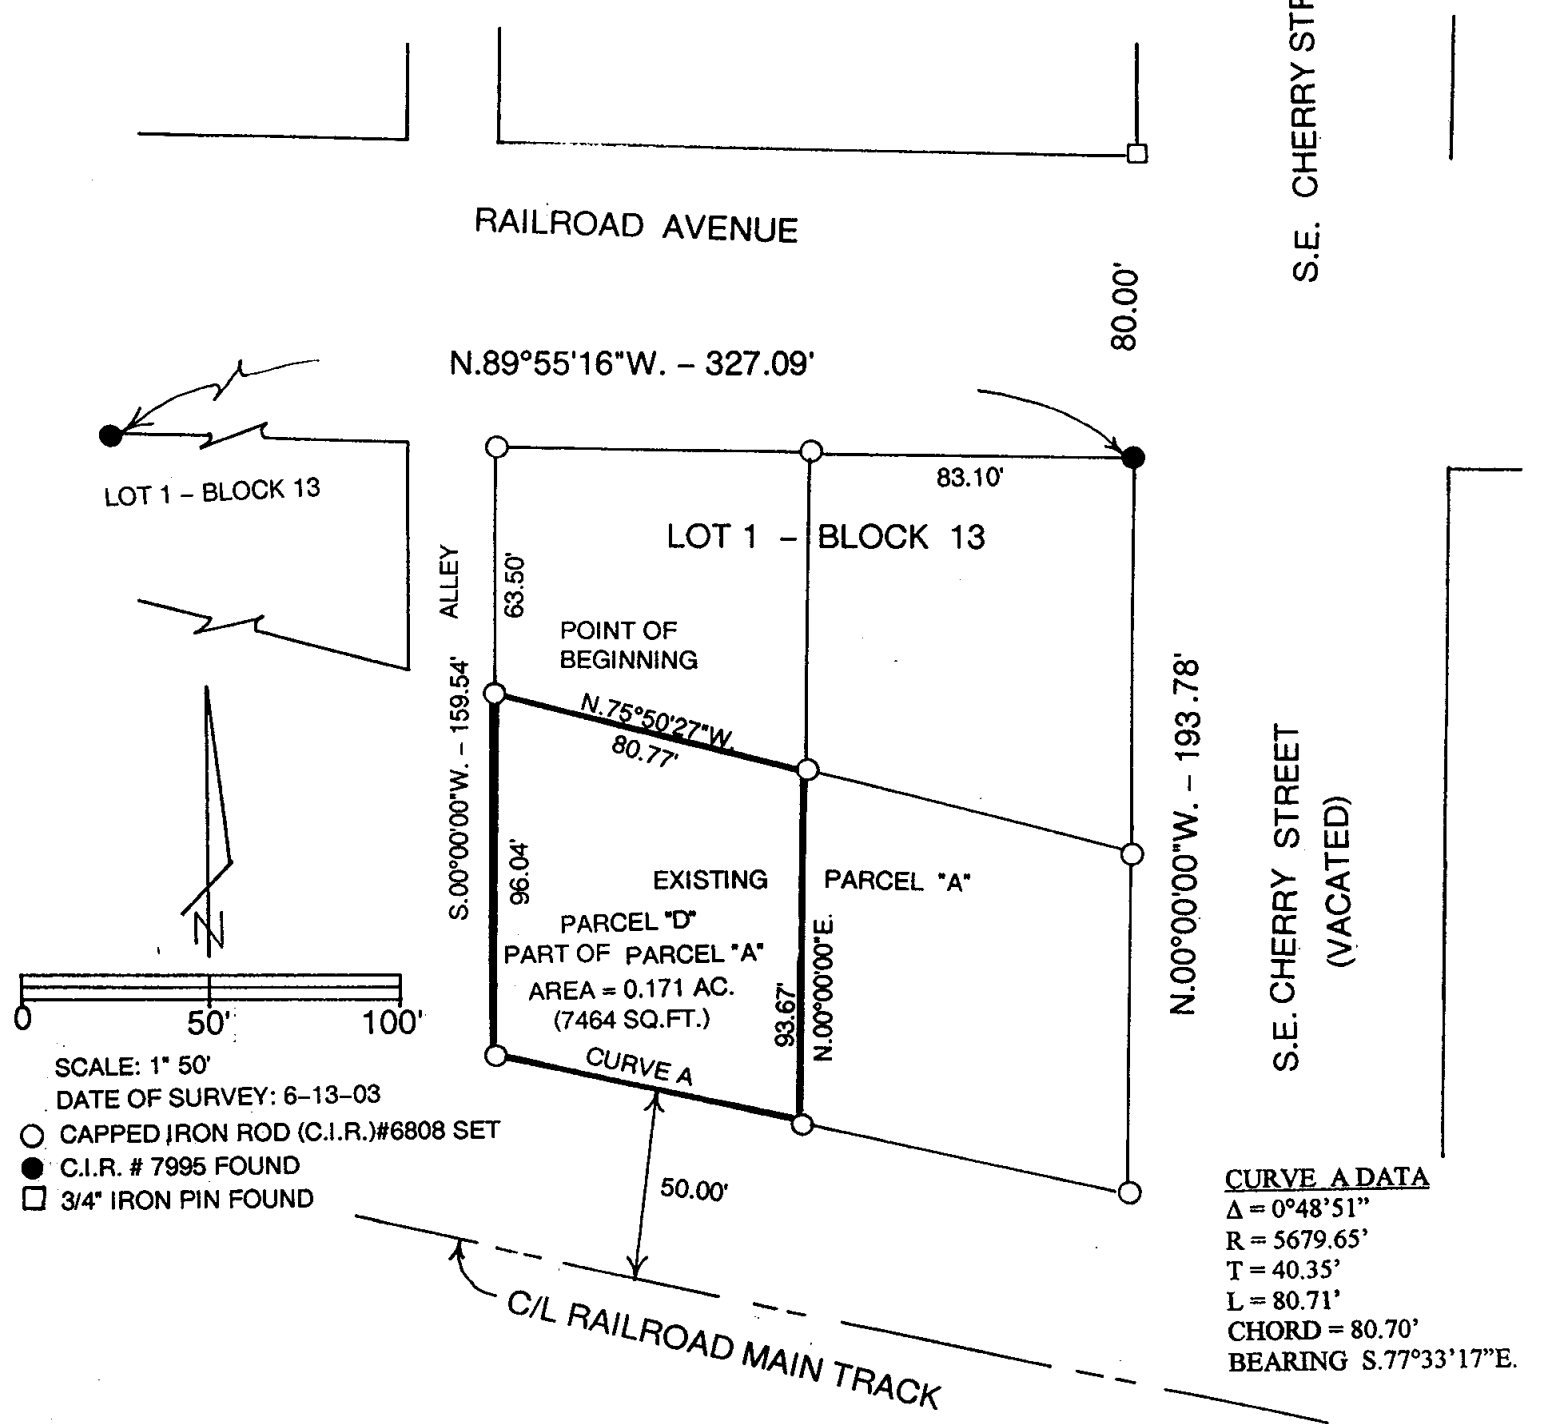 S.E. CHERRY STR
RAILROAD AVENUE
80.00'
N.89°55'16"W. – 327.09'
83.10'
LOT 1 – BLOCK 13
LOT 1 – BLOCK 13
ALLEY
63.50'
POINT OF
BEGINNING
S.00°00'00"W. – 159.54'
N.75°50'27"W.
80.77'
N.00°00'00"W. – 193.78'
S.E. CHERRY STREET
(VACATED)
96.04'
EXISTING PARCEL "A"
PARCEL "D"
PART OF PARCEL "A"
AREA = 0.171 AC.
(7464 SQ.FT.)
93.67'
N.00°00'00"E.
CURVE A
N
0 50' 100'
SCALE: 1" 50'
DATE OF SURVEY: 6–13–03
CAPPED IRON ROD (C.I.R.)#6808 SET
C.I.R. # 7995 FOUND
3/4" IRON PIN FOUND
50.00'
C/L RAILROAD MAIN TRACK
CURVE A DATA
Δ = 0°48'51"
R = 5679.65'
T = 40.35'
L = 80.71'
CHORD = 80.70'
BEARING S.77°33'17"E.